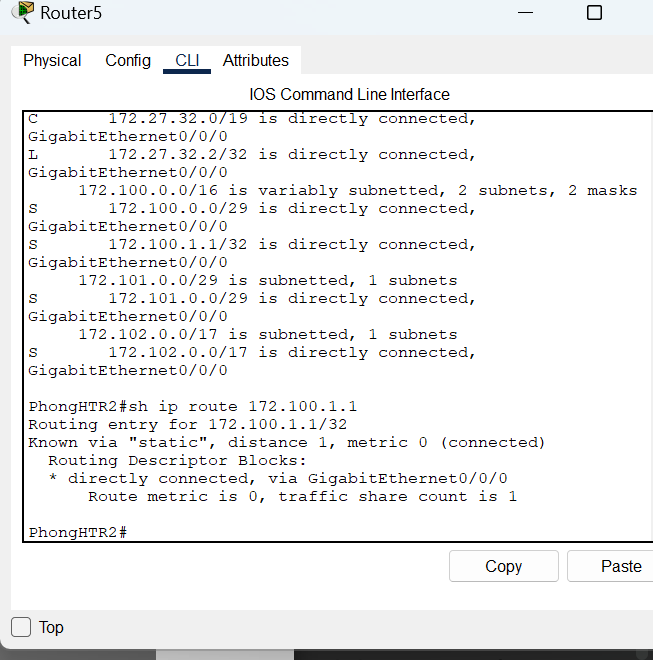 Router5
Physical Config CLI Attributes
IOS Command Line Interface
C       172.27.32.0/19 is directly connected,
GigabitEthernet0/0/0
L       172.27.32.2/32 is directly connected,
GigabitEthernet0/0/0
     172.100.0.0/16 is variably subnetted, 2 subnets, 2 masks
S       172.100.0.0/29 is directly connected,
GigabitEthernet0/0/0
S       172.100.1.1/32 is directly connected,
GigabitEthernet0/0/0
     172.101.0.0/29 is subnetted, 1 subnets
S       172.101.0.0/29 is directly connected,
GigabitEthernet0/0/0
     172.102.0.0/17 is subnetted, 1 subnets
S       172.102.0.0/17 is directly connected,
GigabitEthernet0/0/0
PhongHTR2#sh ip route 172.100.1.1
Routing entry for 172.100.1.1/32
Known via "static", distance 1, metric 0 (connected)
  Routing Descriptor Blocks:
  * directly connected, via GigabitEthernet0/0/0
      Route metric is 0, traffic share count is 1
PhongHTR2#
Copy Paste
Top